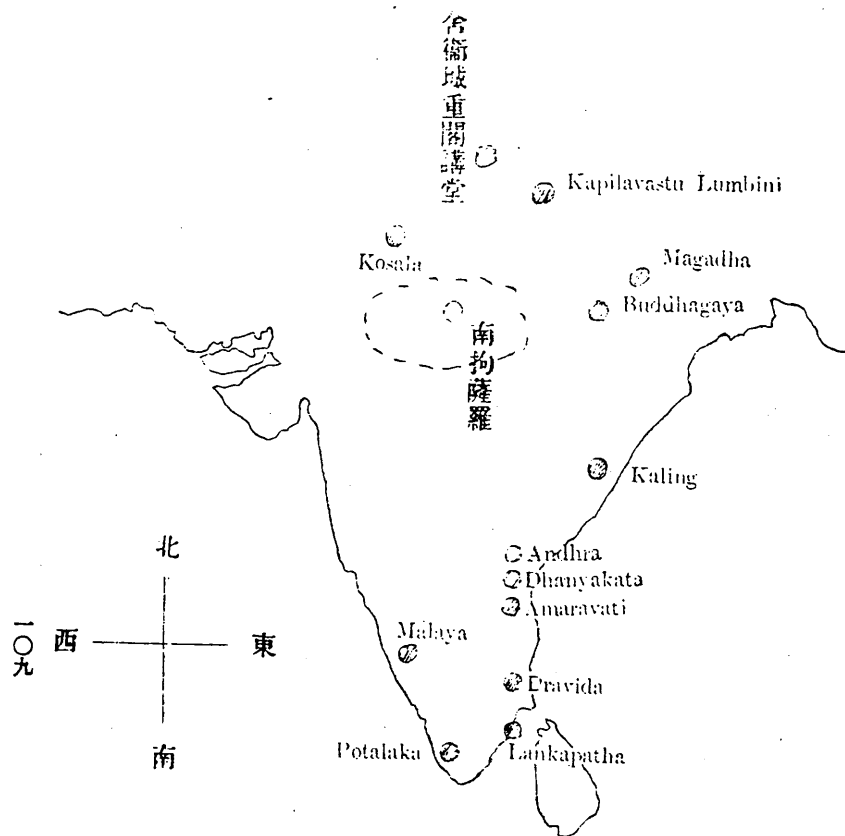 舍衞城重閣講堂
Kapilavastu Lumbini
Kosala
Magadha
Buddhagaya
南拘薩羅
Kaling
Andhra
Dhanyakata
Amaravati
Malaya
Dravida
Potalaka
Lankapatha
北
西
東
南
一〇九